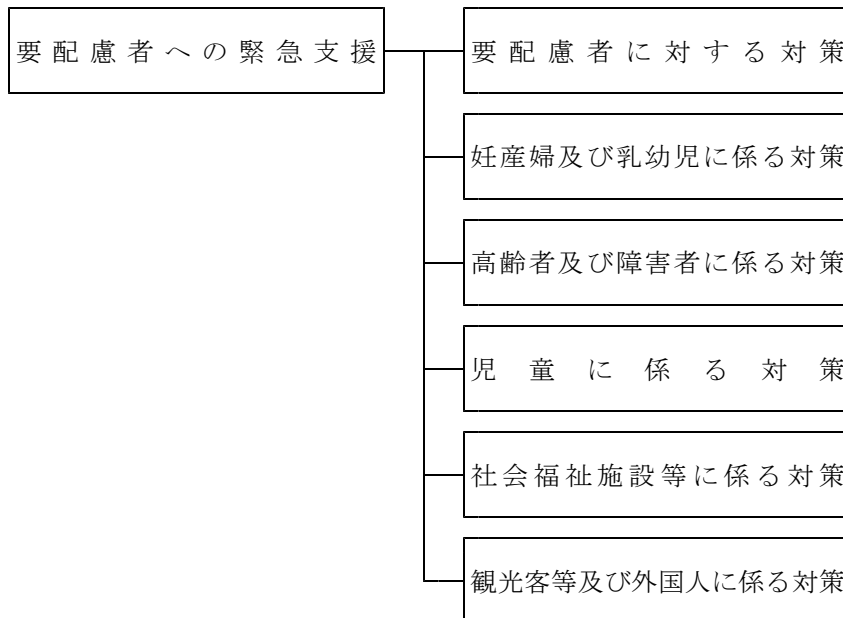 要配慮者への緊急支援
要配慮者に対する対策
妊産婦及び乳幼児に係る対策
高齢者及び障害者に係る対策
児童に係る対策
社会福祉施設等に係る対策
観光客等及び外国人に係る対策